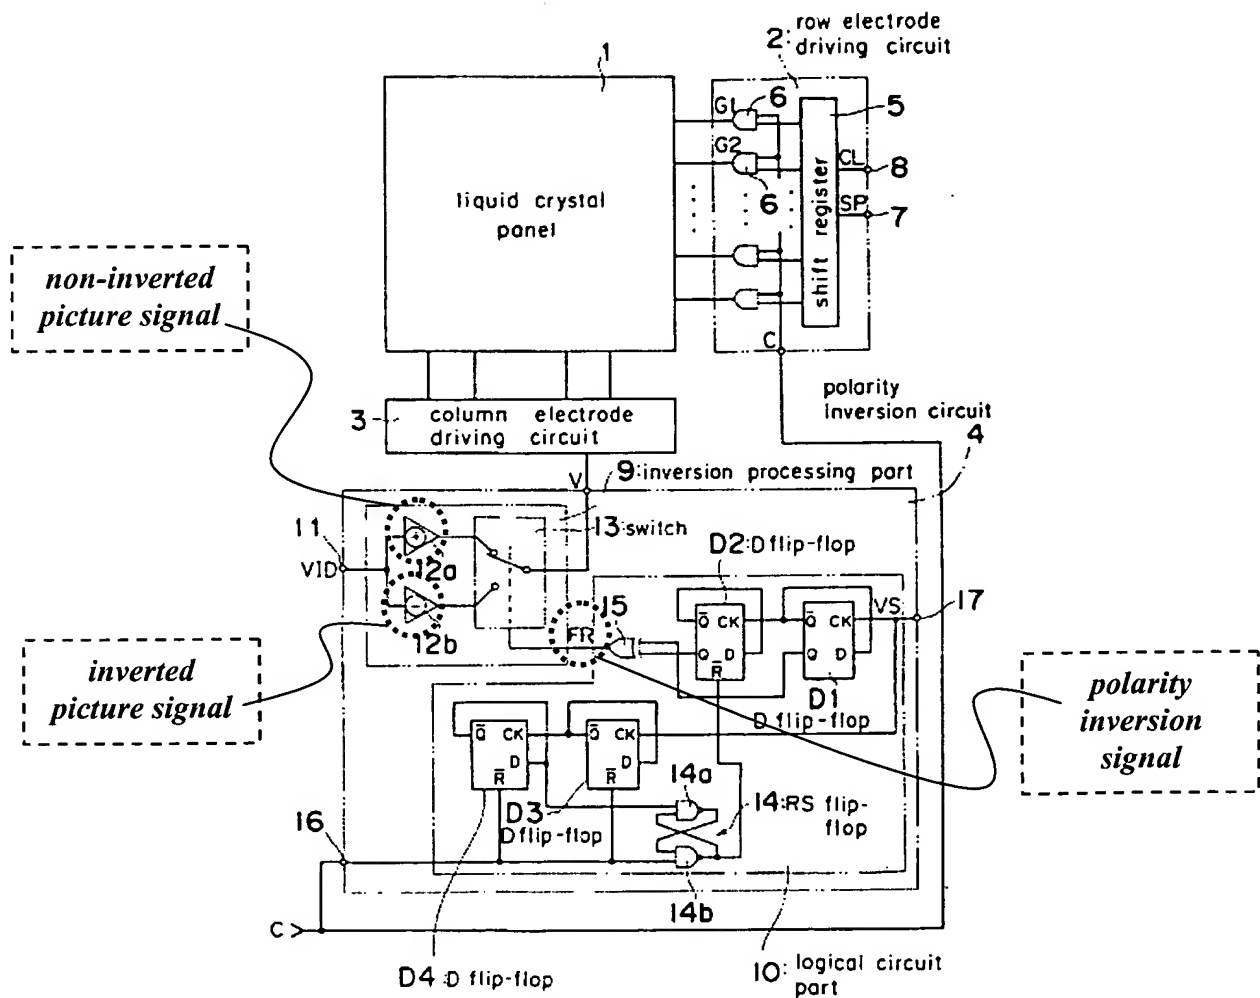 2: row electrode
driving circuit
1
G1
6
5
G2
6
CL
8
SP
7
liquid crystal
panel
shift register
C
non-inverted
picture signal
polarity
inversion circuit
4
3
column electrode
driving circuit
V
9: inversion processing part
11
VID
12a
12b
13: switch
D2: D flip-flop
15
FR
Q̅ CK
Q D
R̅
VS
17
Q̅ CK
Q D
D1
D flip-flop
inverted
picture signal
polarity
inversion
signal
Q̅ CK
D
R̅
Q̅ CK
D
R̅
D3
D flip-flop
14a
14: RS flip-
flop
16
14b
C
D4: D flip-flop
10: logical circuit
part